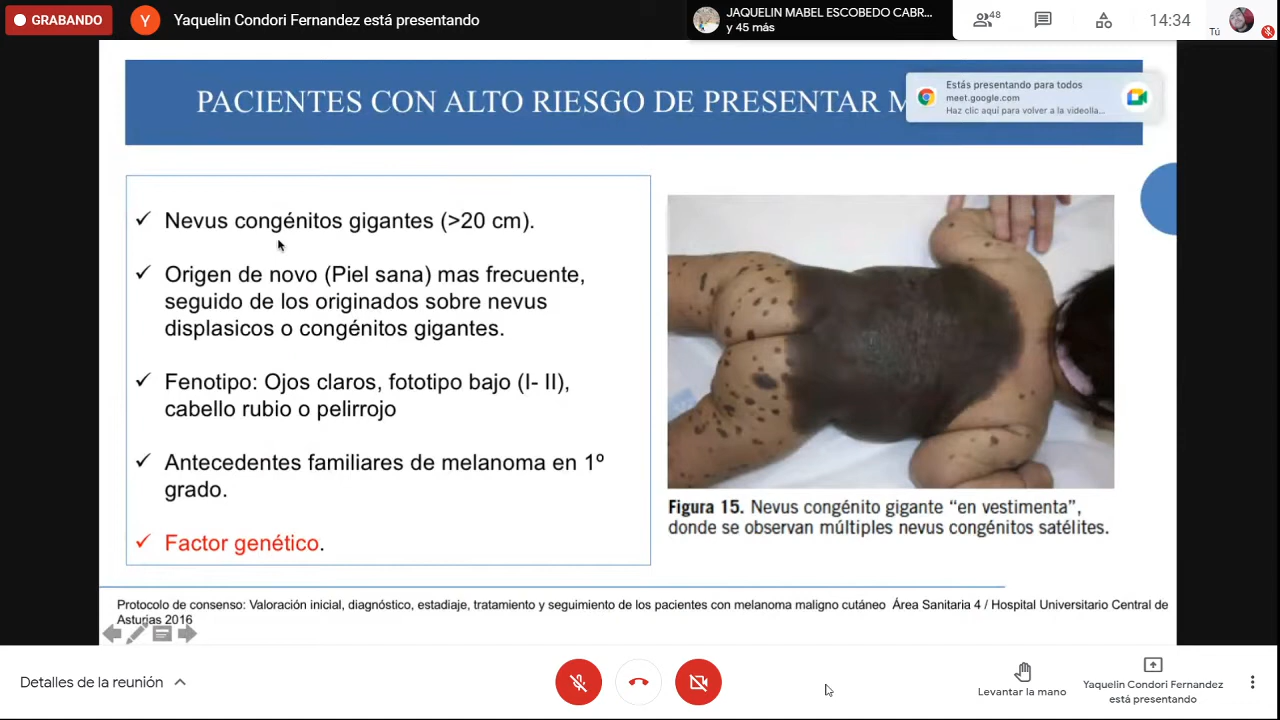 GRABANDO
Y
Yaquelin Condori Fernandez está presentando
JAQUELIN MABEL ESCOBEDO CABR...
y 45 más
48
14:34
Tú
PACIENTES CON ALTO RIESGO DE PRESENTAR M
Estás presentando para todos
meet.google.com
Haz clic aquí para volver a la videolla...
✓ Nevus congénitos gigantes (>20 cm).
✓ Origen de novo (Piel sana) mas frecuente,
seguido de los originados sobre nevus
displasicos o congénitos gigantes.
✓ Fenotipo: Ojos claros, fototipo bajo (I- II),
cabello rubio o pelirrojo
✓ Antecedentes familiares de melanoma en 1º
grado.
✓ Factor genético.
Figura 15. Nevus congénito gigante “en vestimenta”,
donde se observan múltiples nevus congénitos satélites.
Protocolo de consenso: Valoración inicial, diagnóstico, estadiaje, tratamiento y seguimiento de los pacientes con melanoma maligno cutáneo Área Sanitaria 4 / Hospital Universitario Central de
Asturias 2016
Detalles de la reunión
Levantar la mano
Yaquelin Condori Fernandez
está presentando